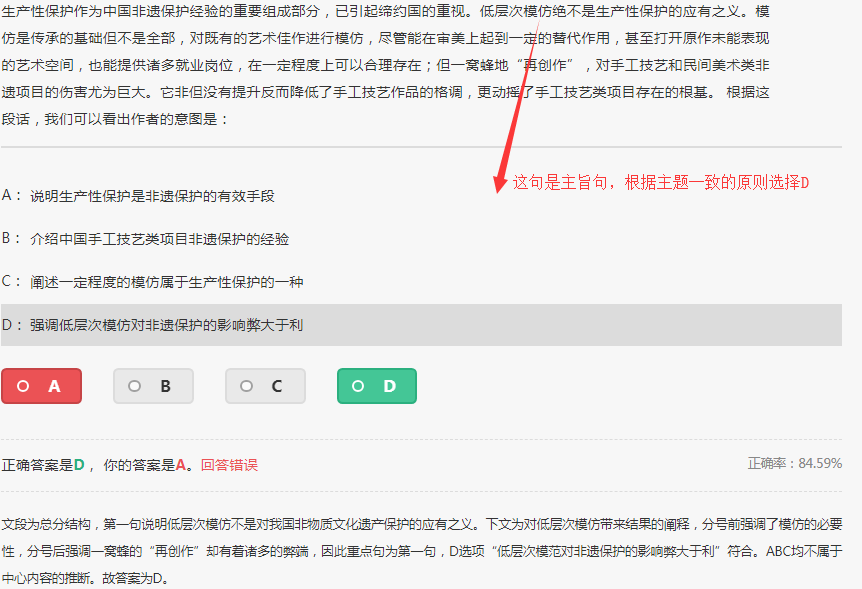 生产性保护作为中国非遗保护经验的重要组成部分，已引起缔约国的重视。低层次模仿绝不是生产性保护的应有之义。模
仿是传承的基础但不是全部，对既有的艺术佳作进行模仿，尽管能在审美上起到一定的替代作用，甚至打开原作未能表现
的艺术空间，也能提供诸多就业岗位，在一定程度上可以合理存在；但一窝蜂地“再创作”，对手工技艺和民间美术类非
遗项目的伤害尤为巨大。它非但没有提升反而降低了手工技艺作品的格调，更动摇了手工技艺类项目存在的根基。 根据这
段话，我们可以看出作者的意图是：
这句是主旨句，根据主题一致的原则选择D
A： 说明生产性保护是非遗保护的有效手段
B： 介绍中国手工技艺类项目非遗保护的经验
C： 阐述一定程度的模仿属于生产性保护的一种
D： 强调低层次模仿对非遗保护的影响弊大于利
A B C D
正确答案是D， 你的答案是A。回答错误
正确率：84.59%
文段为总分结构，第一句说明低层次模仿不是对我国非物质文化遗产保护的应有之义。下文为对低层次模仿带来结果的阐释，分号前强调了模仿的必要
性，分号后强调一窝蜂的“再创作”却有着诸多的弊端，因此重点句为第一句，D选项“低层次模范对非遗保护的影响弊大于利”符合。ABC均不属于
中心内容的推断。故答案为D。